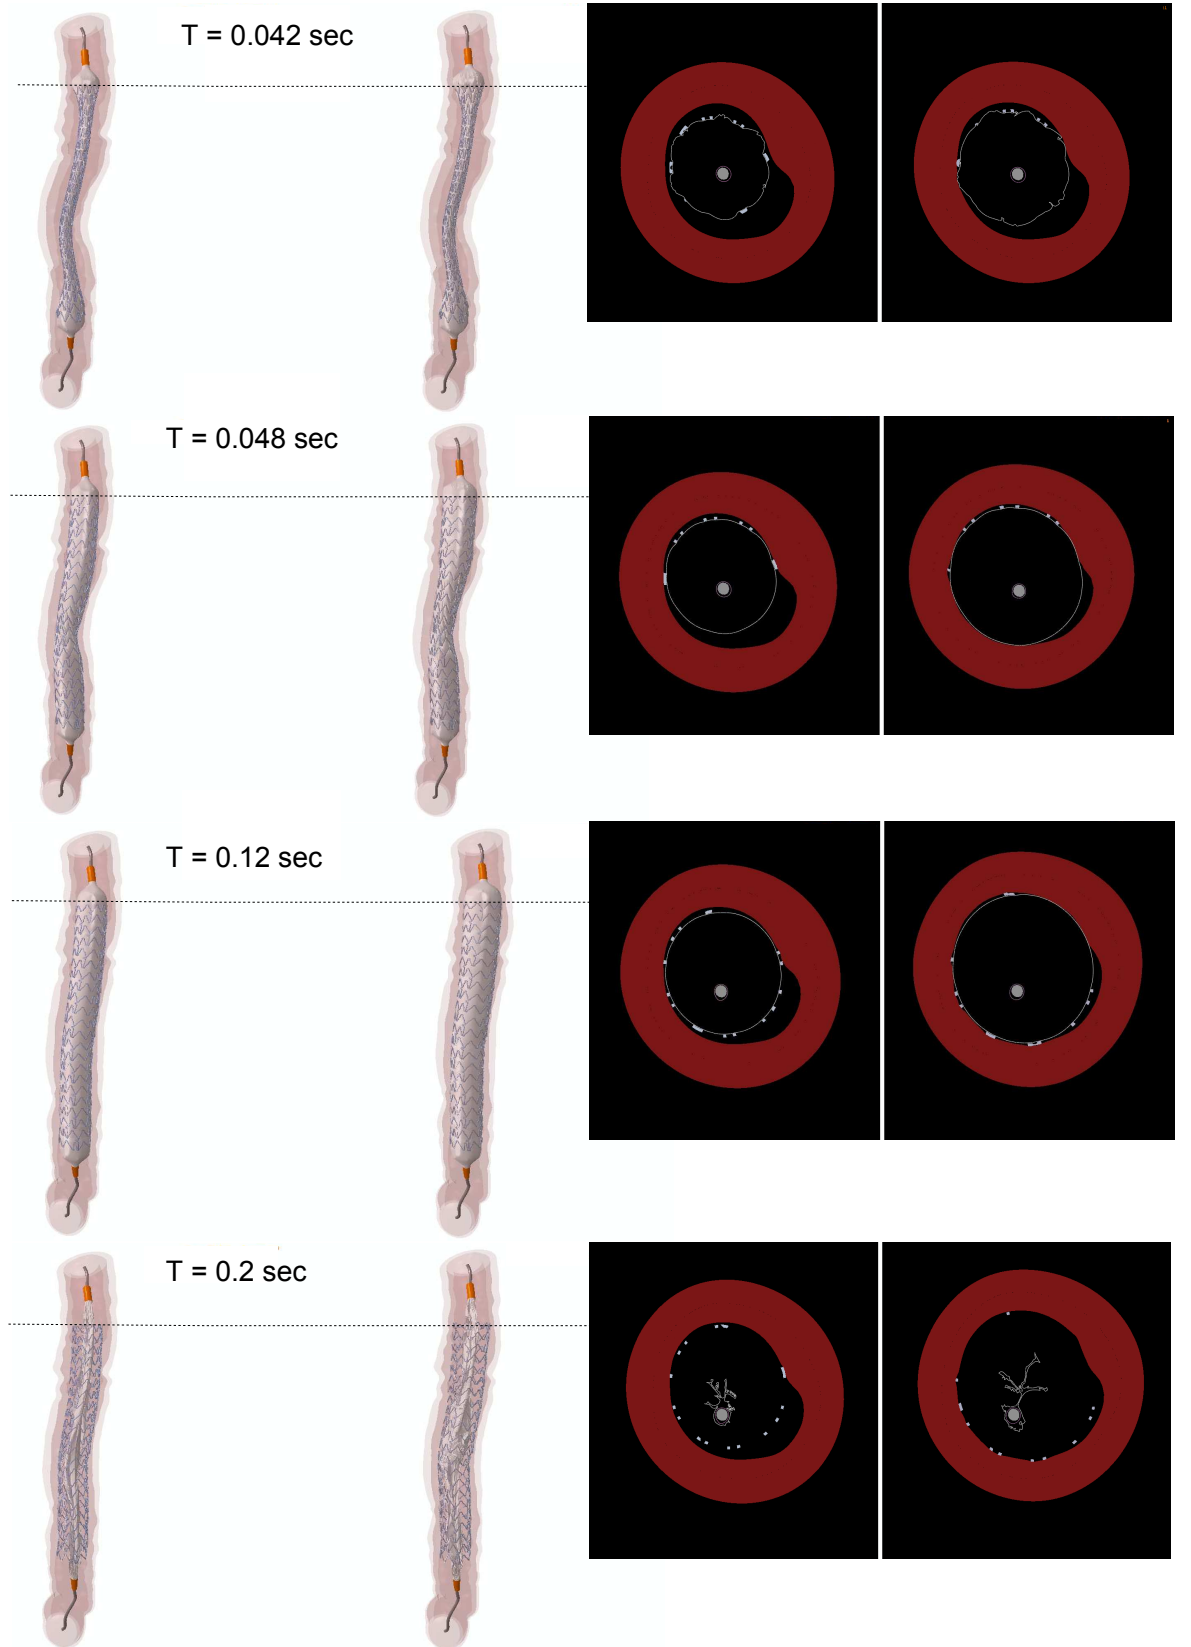 T = 0.042 sec
T = 0.048 sec
T = 0.12 sec
T = 0.2 sec